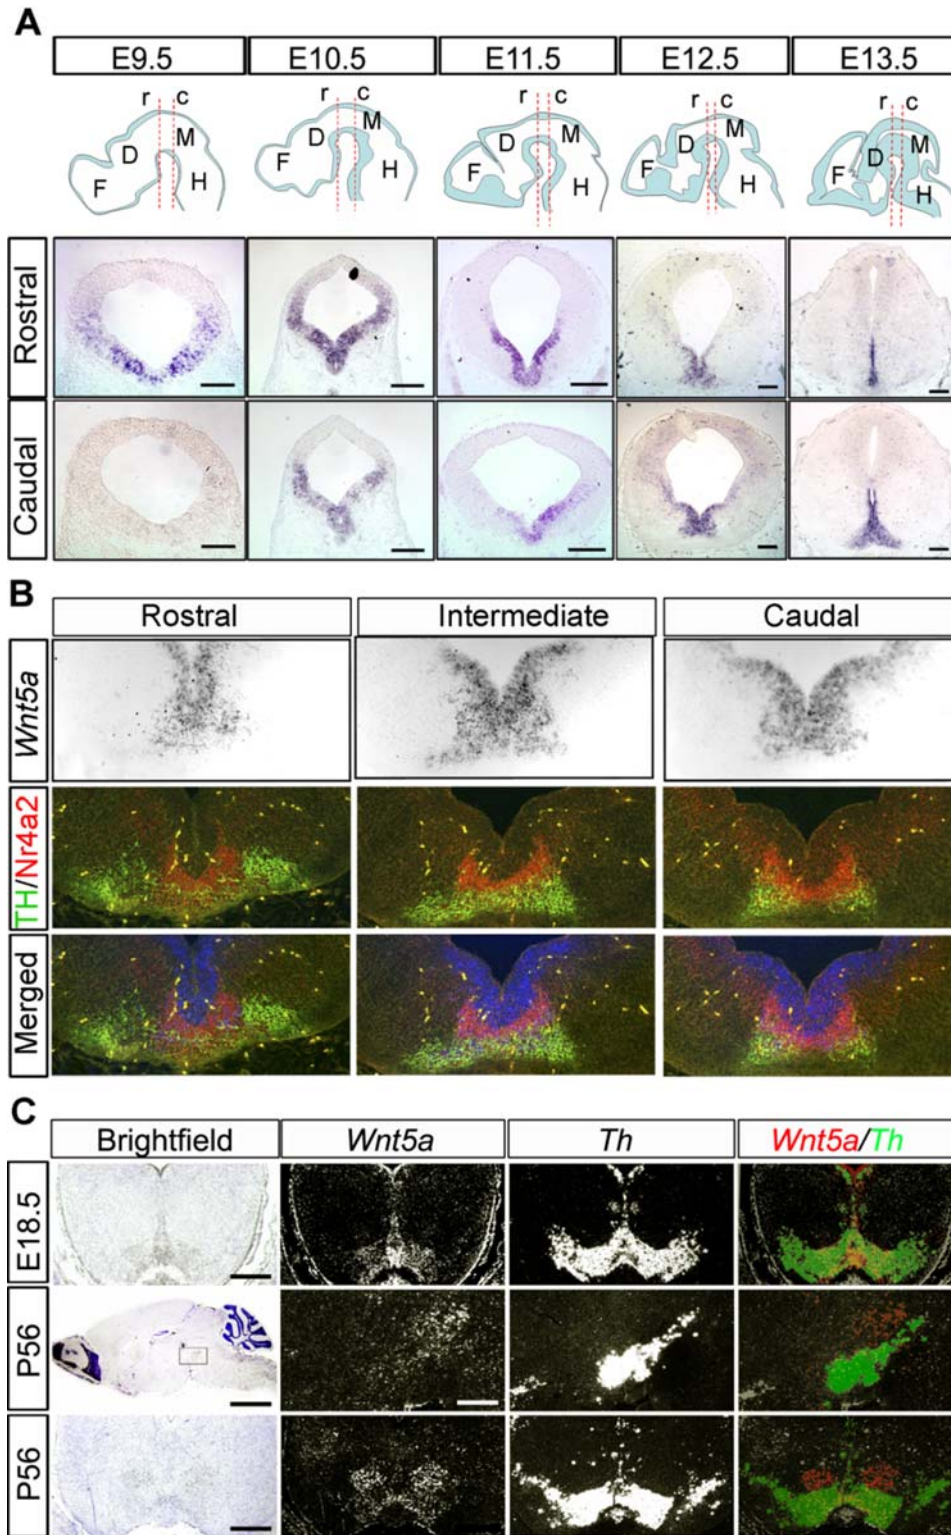 A
E9.5 E10.5 E11.5 E12.5 E13.5
r c r c r c r c r c
F D M H F D M H F D M H F D M H F D M H
Rostral
Caudal
B
Rostral Intermediate Caudal
Wnt5a
TH/Nr4a2
Merged
C
Brightfield Wnt5a Th Wnt5a/Th
E18.5
P56
P56